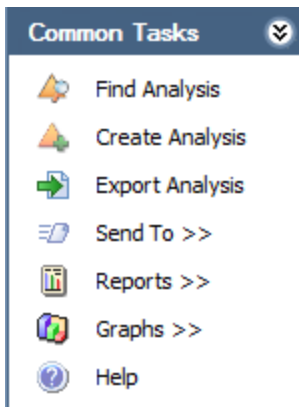 Common Tasks
Find Analysis
Create Analysis
Export Analysis
Send To >>
Reports >>
Graphs >>
Help